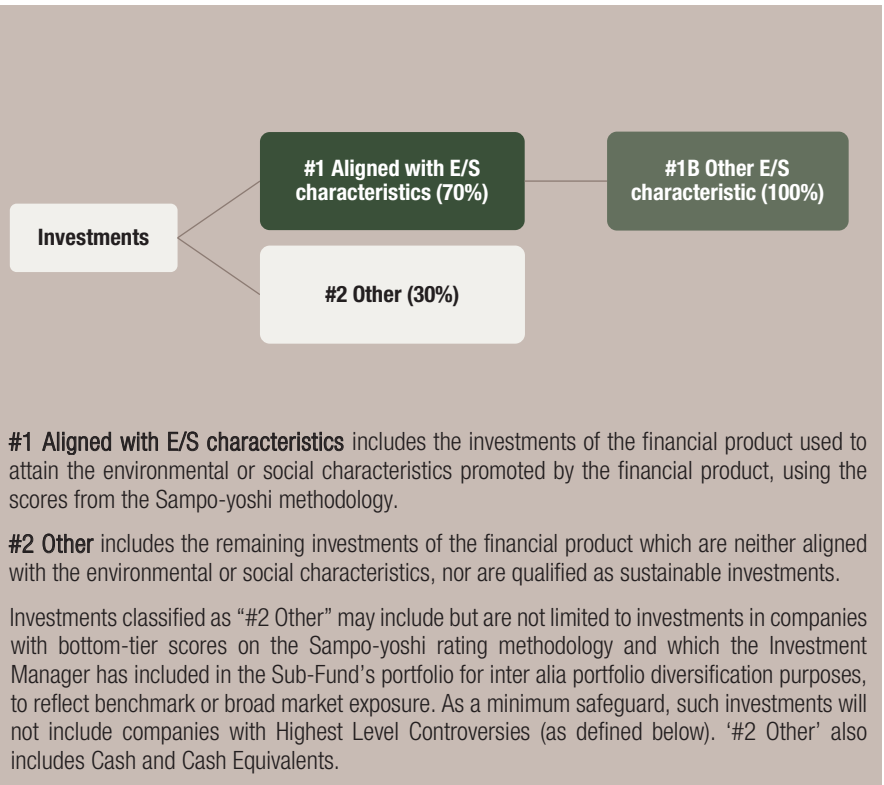 #1 Aligned with E/S
characteristics (70%)
#1B Other E/S
characteristic (100%)
Investments
#2 Other (30%)
#1 Aligned with E/S characteristics includes the investments of the financial product used to
attain the environmental or social characteristics promoted by the financial product, using the
scores from the Sampo-yoshi methodology.
#2 Other includes the remaining investments of the financial product which are neither aligned
with the environmental or social characteristics, nor are qualified as sustainable investments.
Investments classified as “#2 Other” may include but are not limited to investments in companies
with bottom-tier scores on the Sampo-yoshi rating methodology and which the Investment
Manager has included in the Sub-Fund’s portfolio for inter alia portfolio diversification purposes,
to reflect benchmark or broad market exposure. As a minimum safeguard, such investments will
not include companies with Highest Level Controversies (as defined below). ‘#2 Other’ also
includes Cash and Cash Equivalents.